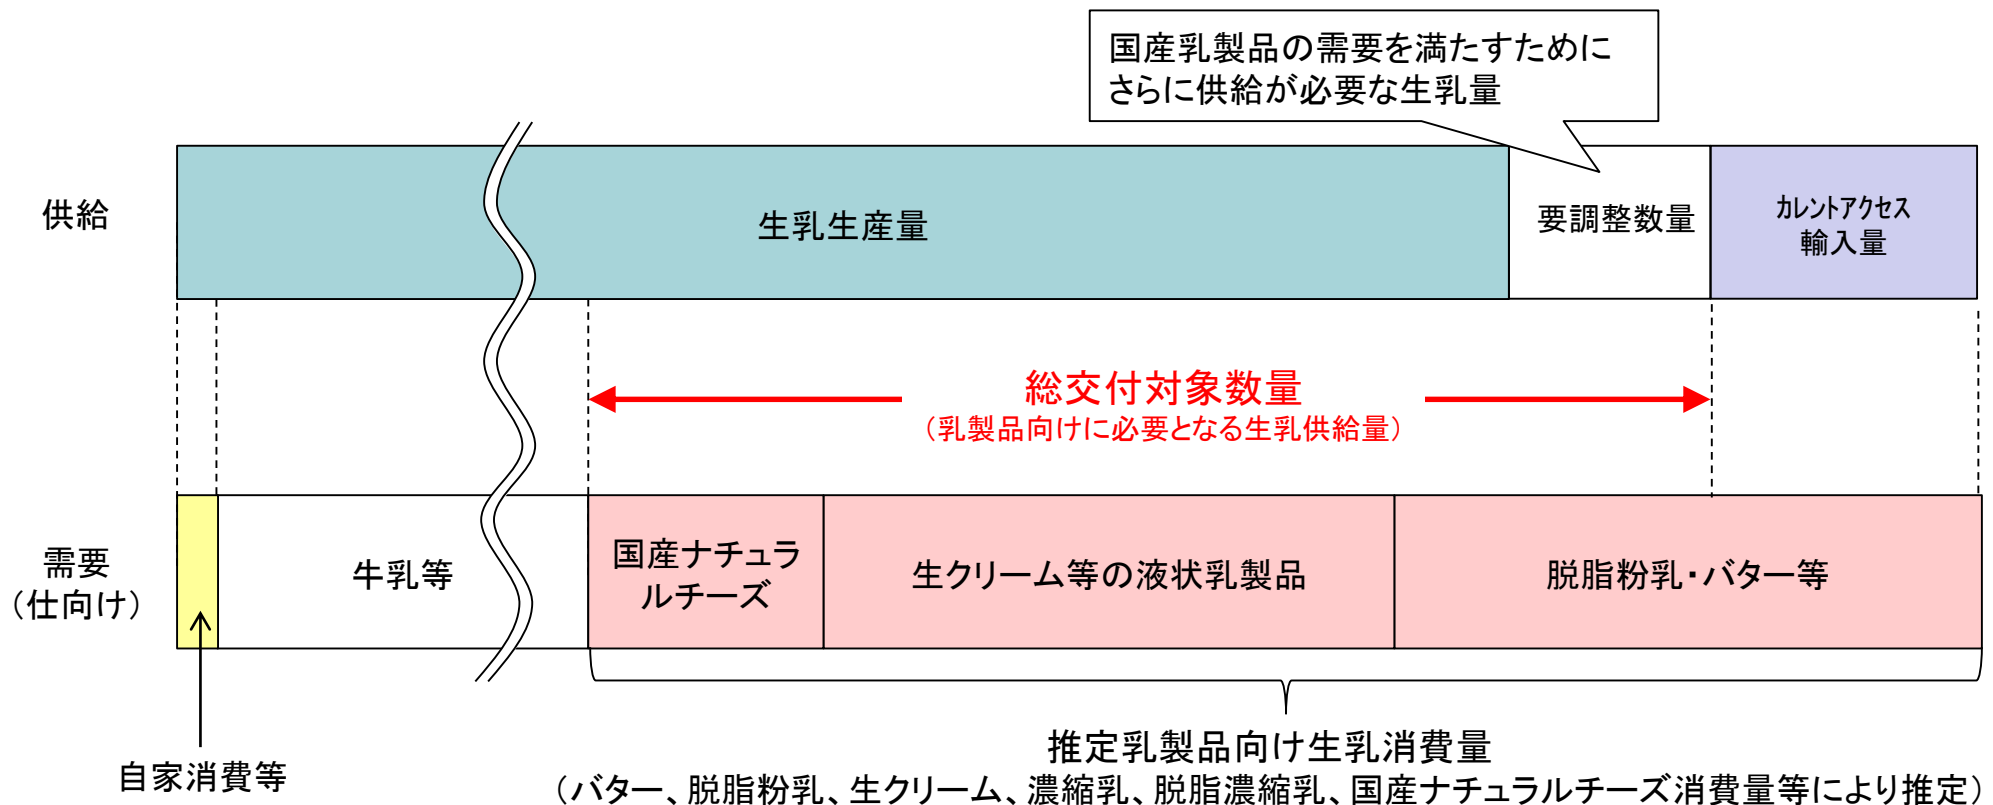 国産乳製品の需要を満たすために
さらに供給が必要な生乳量
供給
生乳生産量
要調整数量
ｶﾚﾝﾄｱｸｾｽ
輸入量
総交付対象数量
（乳製品向けに必要となる生乳供給量）
需要
（仕向け）
牛乳等
国産ナチュラ
ルチーズ
生クリーム等の液状乳製品
脱脂粉乳・バター等
自家消費等
推定乳製品向け生乳消費量
（バター、脱脂粉乳、生クリーム、濃縮乳、脱脂濃縮乳、国産ナチュラルチーズ消費量等により推定）